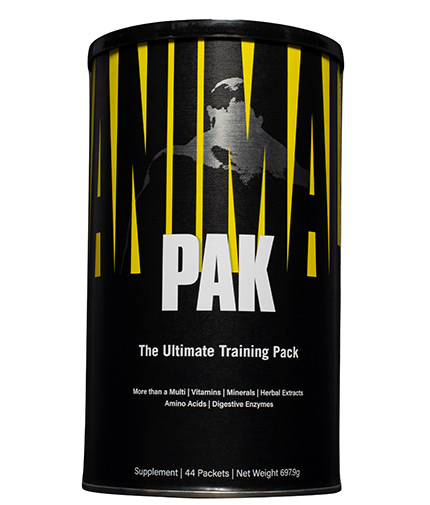 ANIMA
PAK
The Ultimate Training Pack
More than a Multi | Vitamins | Minerals | Herbal Extracts
Amino Acids | Digestive Enzymes
Supplement | 44 Packets | Net Weight 697.9g